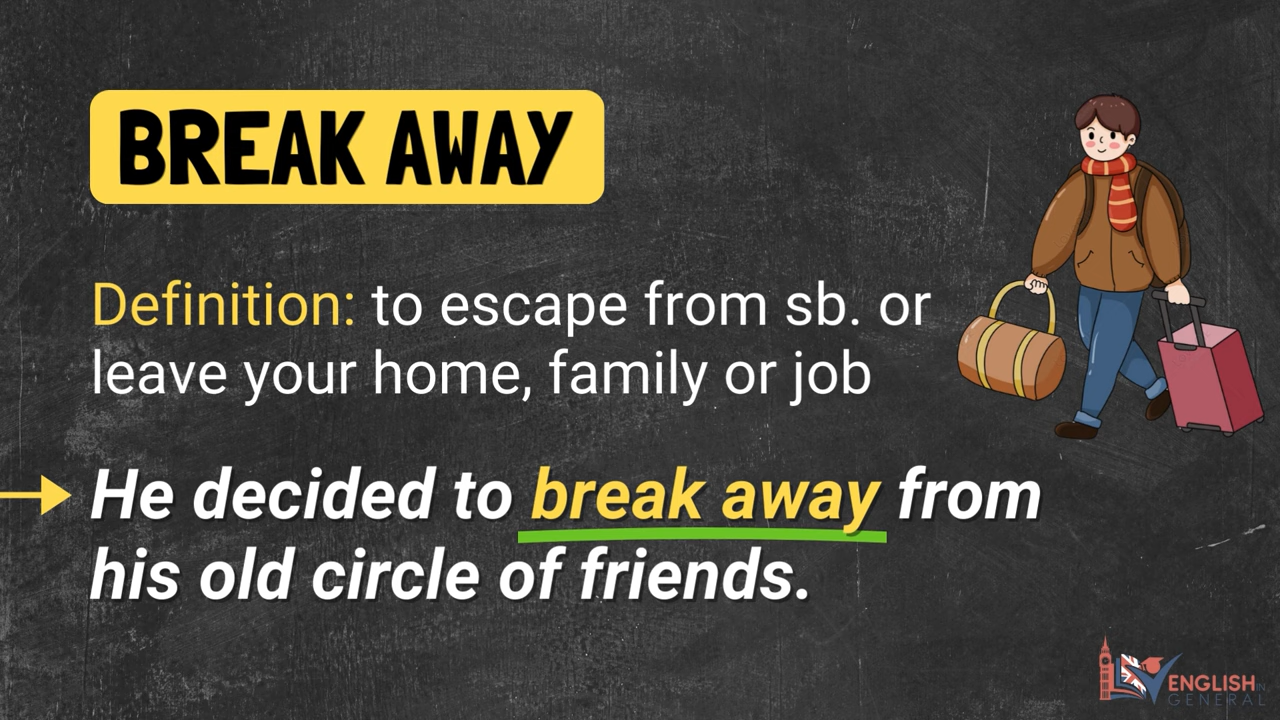 BREAK AWAY
Definition: to escape from sb. or
leave your home, family or job
He decided to break away from
his old circle of friends.
ENGLISH IN
GENERAL